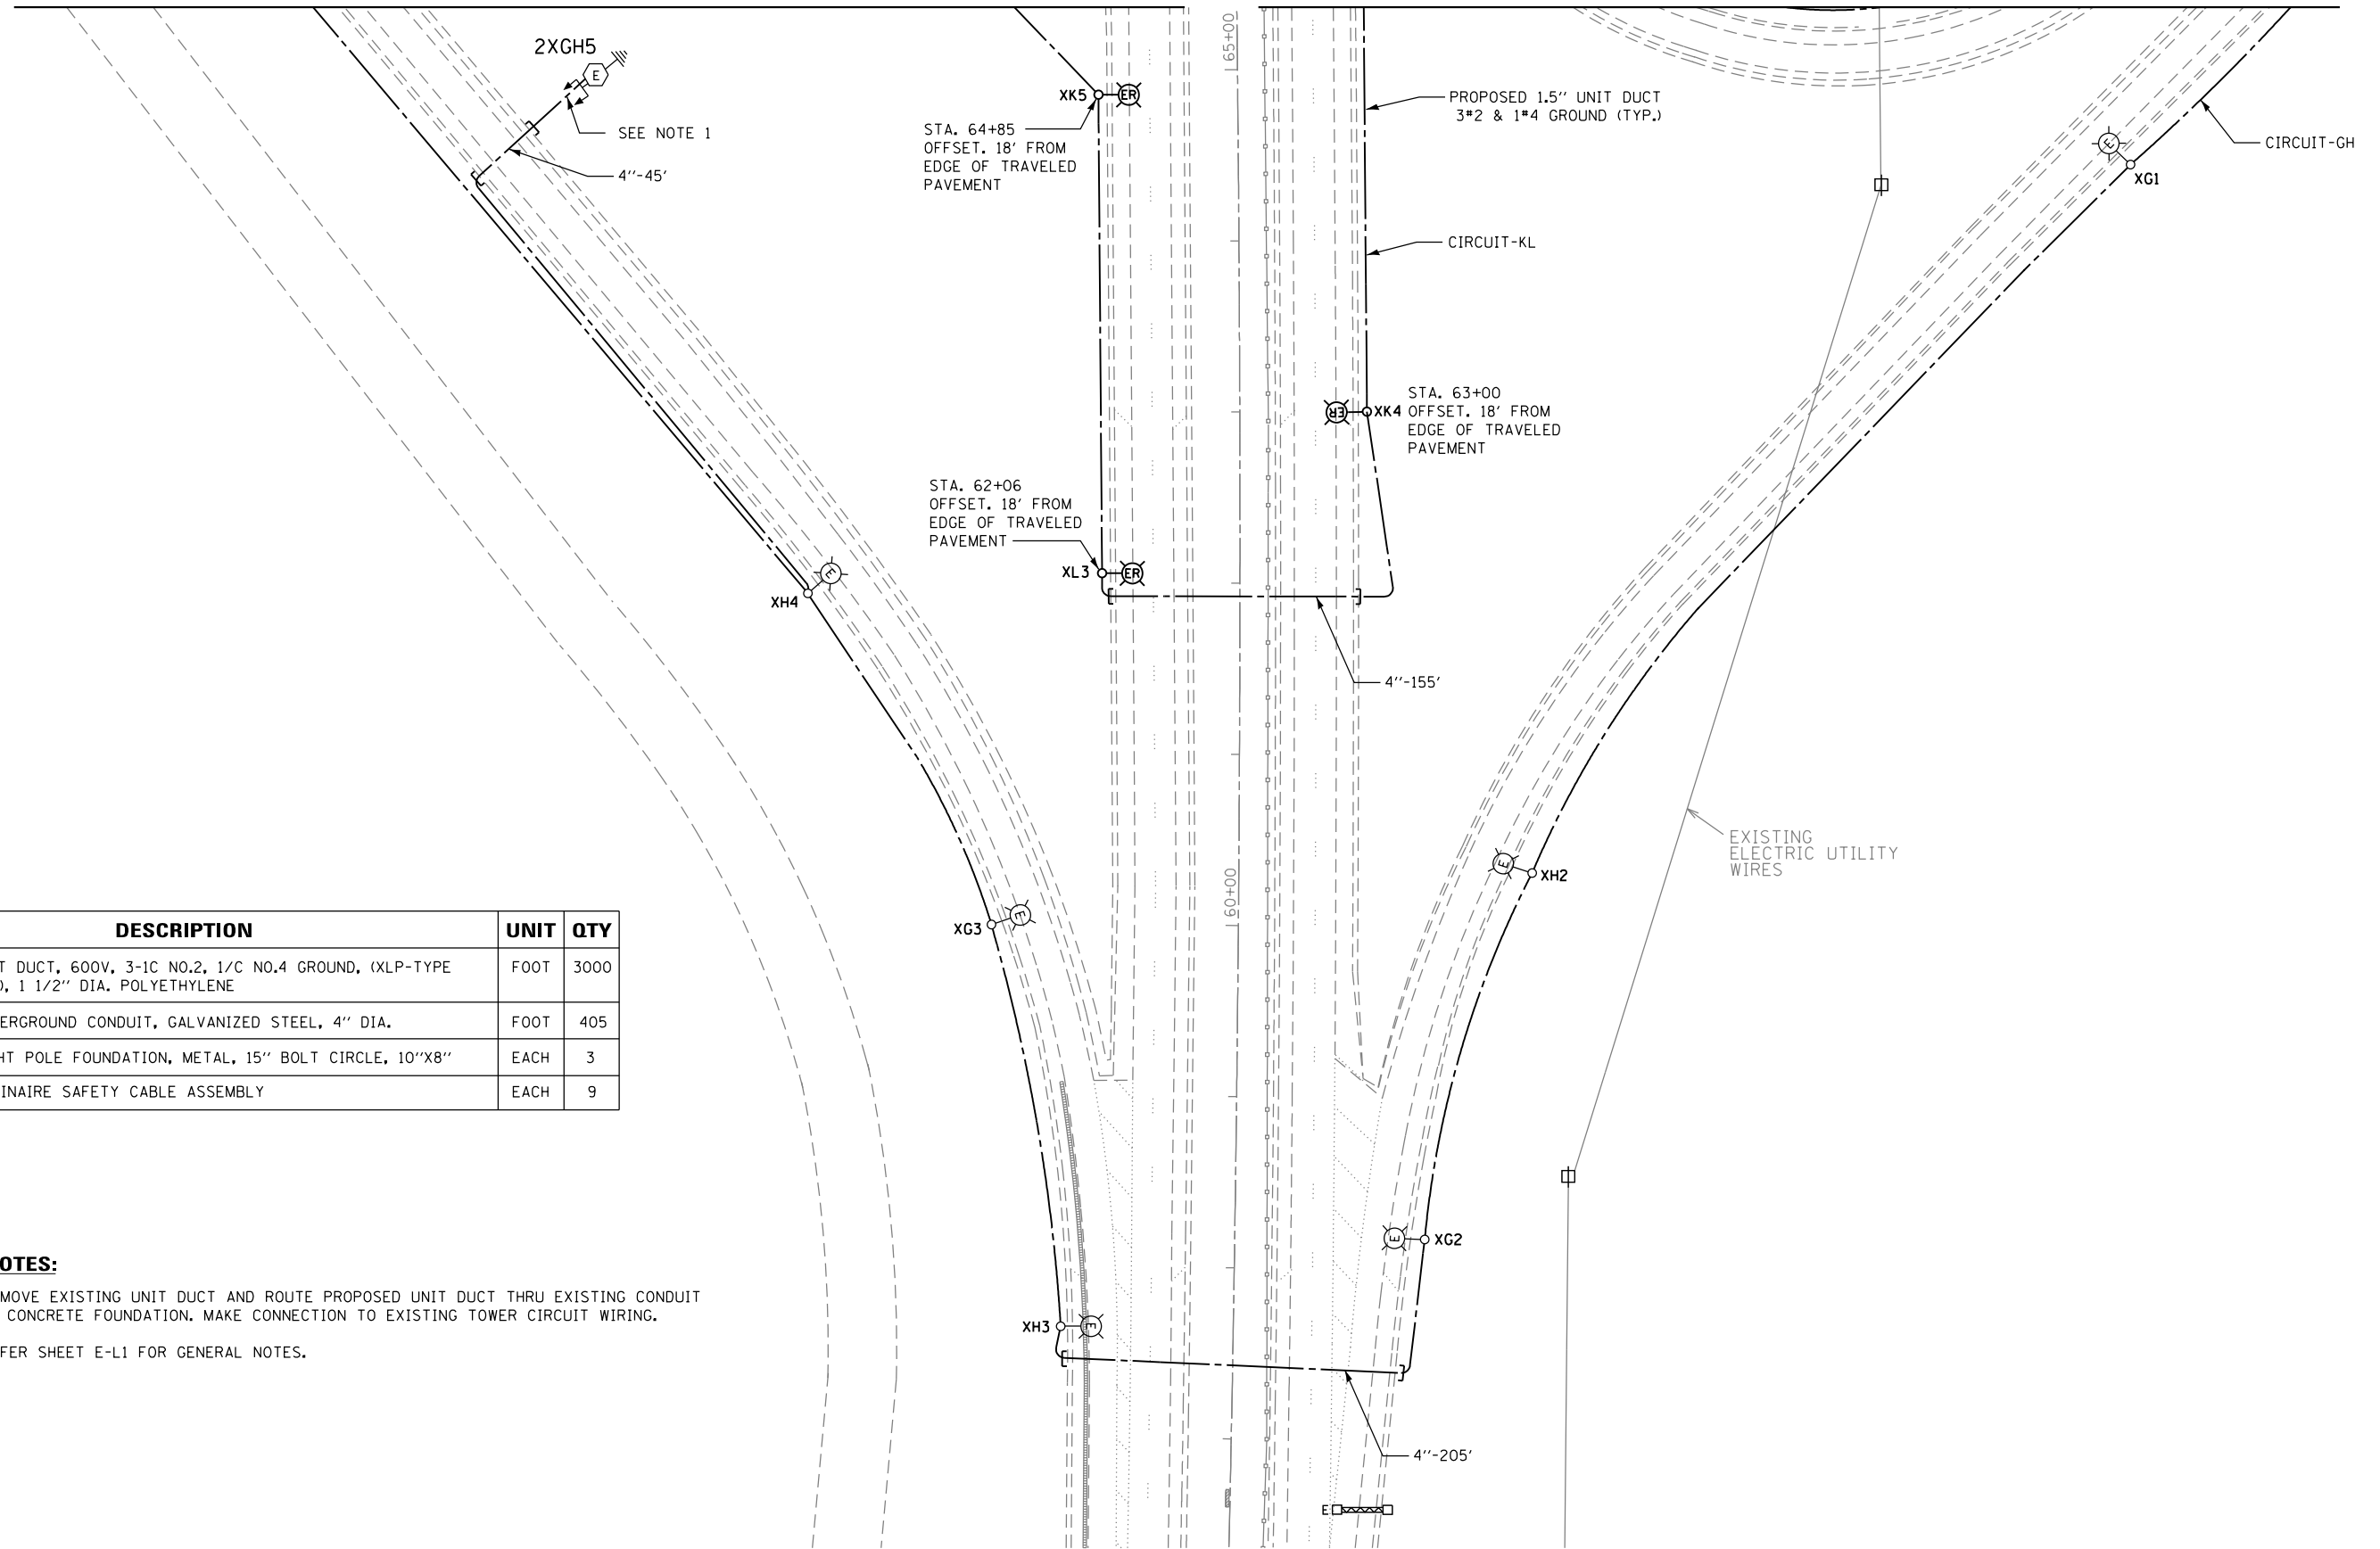 65+00
2XGH5
E
SEE NOTE 1
4''-45'
XK5
ER
STA. 64+85
OFFSET. 18' FROM
EDGE OF TRAVELED
PAVEMENT
PROPOSED 1.5'' UNIT DUCT
3#2 & 1#4 GROUND (TYP.)
CIRCUIT-KL
E
XG1
CIRCUIT-GH
ER
XK4
STA. 63+00
OFFSET. 18' FROM
EDGE OF TRAVELED
PAVEMENT
STA. 62+06
OFFSET. 18' FROM
EDGE OF TRAVELED
PAVEMENT
XL3
ER
E
XH4
4''-155'
EXISTING
ELECTRIC UTILITY
WIRES
60+00
E
XH2
E
XG3
DESCRIPTION UNIT QTY
T DUCT, 600V, 3-1C NO.2, 1/C NO.4 GROUND, (XLP-TYPE FOOT 3000
), 1 1/2'' DIA. POLYETHYLENE
ERGROUND CONDUIT, GALVANIZED STEEL, 4'' DIA. FOOT 405
HT POLE FOUNDATION, METAL, 15'' BOLT CIRCLE, 10''X8'' EACH 3
INAIRE SAFETY CABLE ASSEMBLY EACH 9
E
XG2
OTES:
MOVE EXISTING UNIT DUCT AND ROUTE PROPOSED UNIT DUCT THRU EXISTING CONDUIT
CONCRETE FOUNDATION. MAKE CONNECTION TO EXISTING TOWER CIRCUIT WIRING.
FER SHEET E-L1 FOR GENERAL NOTES.
XH3
E
4''-205'
E